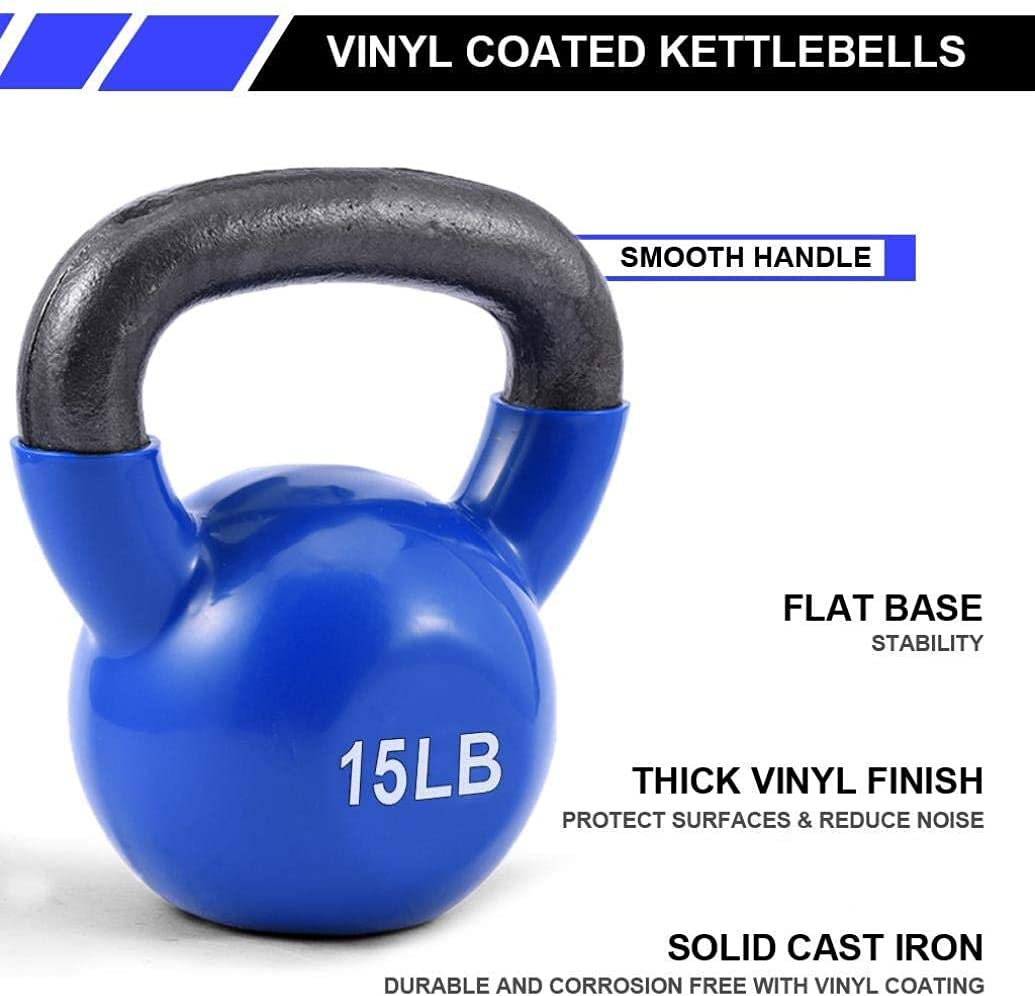 VINYL COATED KETTLEBELLS
SMOOTH HANDLE
FLAT BASE
STABILITY
15LB
THICK VINYL FINISH
PROTECT SURFACES & REDUCE NOISE
SOLID CAST IRON
DURABLE AND CORROSION FREE WITH VINYL COATING